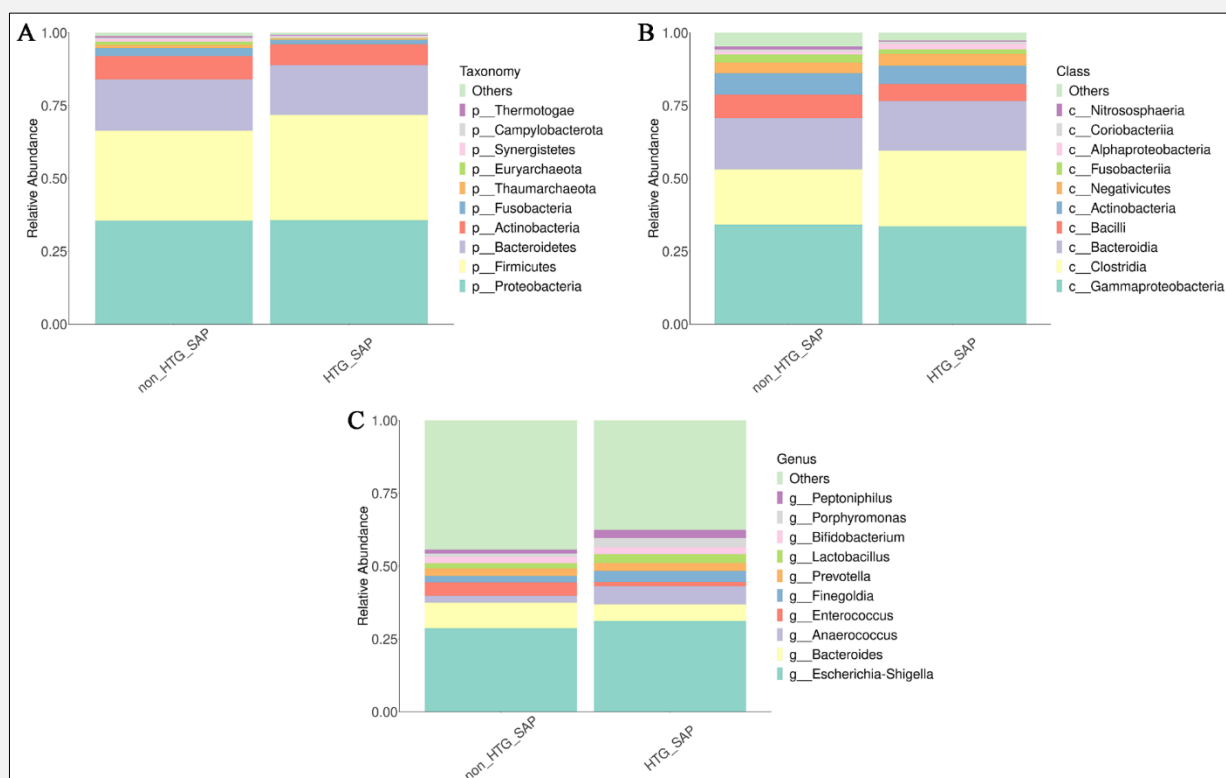 A
1.00
0.75
0.50
0.25
0.00
Relative Abundance
non_HTG_SAP
HTG_SAP
Taxonomy
Others
p__Thermotogae
p__Campylobacterota
p__Synergistetes
p__Euryarchaeota
p__Thaumarchaeota
p__Fusobacteria
p__Actinobacteria
p__Bacteroidetes
p__Firmicutes
p__Proteobacteria
B
1.00
0.75
0.50
0.25
0.00
Relative Abundance
non_HTG_SAP
HTG_SAP
Class
Others
c__Nitrososphaeria
c__Coriobacteriia
c__Alphaproteobacteria
c__Fusobacteriia
c__Negativicutes
c__Actinobacteria
c__Bacilli
c__Bacteroidia
c__Clostridia
c__Gammaproteobacteria
C
1.00
0.75
0.50
0.25
0.00
Relative Abundance
non_HTG_SAP
HTG_SAP
Genus
Others
g__Peptoniphilus
g__Porphyromonas
g__Bifidobacterium
g__Lactobacillus
g__Prevotella
g__Finegoldia
g__Enterococcus
g__Anaerococcus
g__Bacteroides
g__Escherichia-Shigella